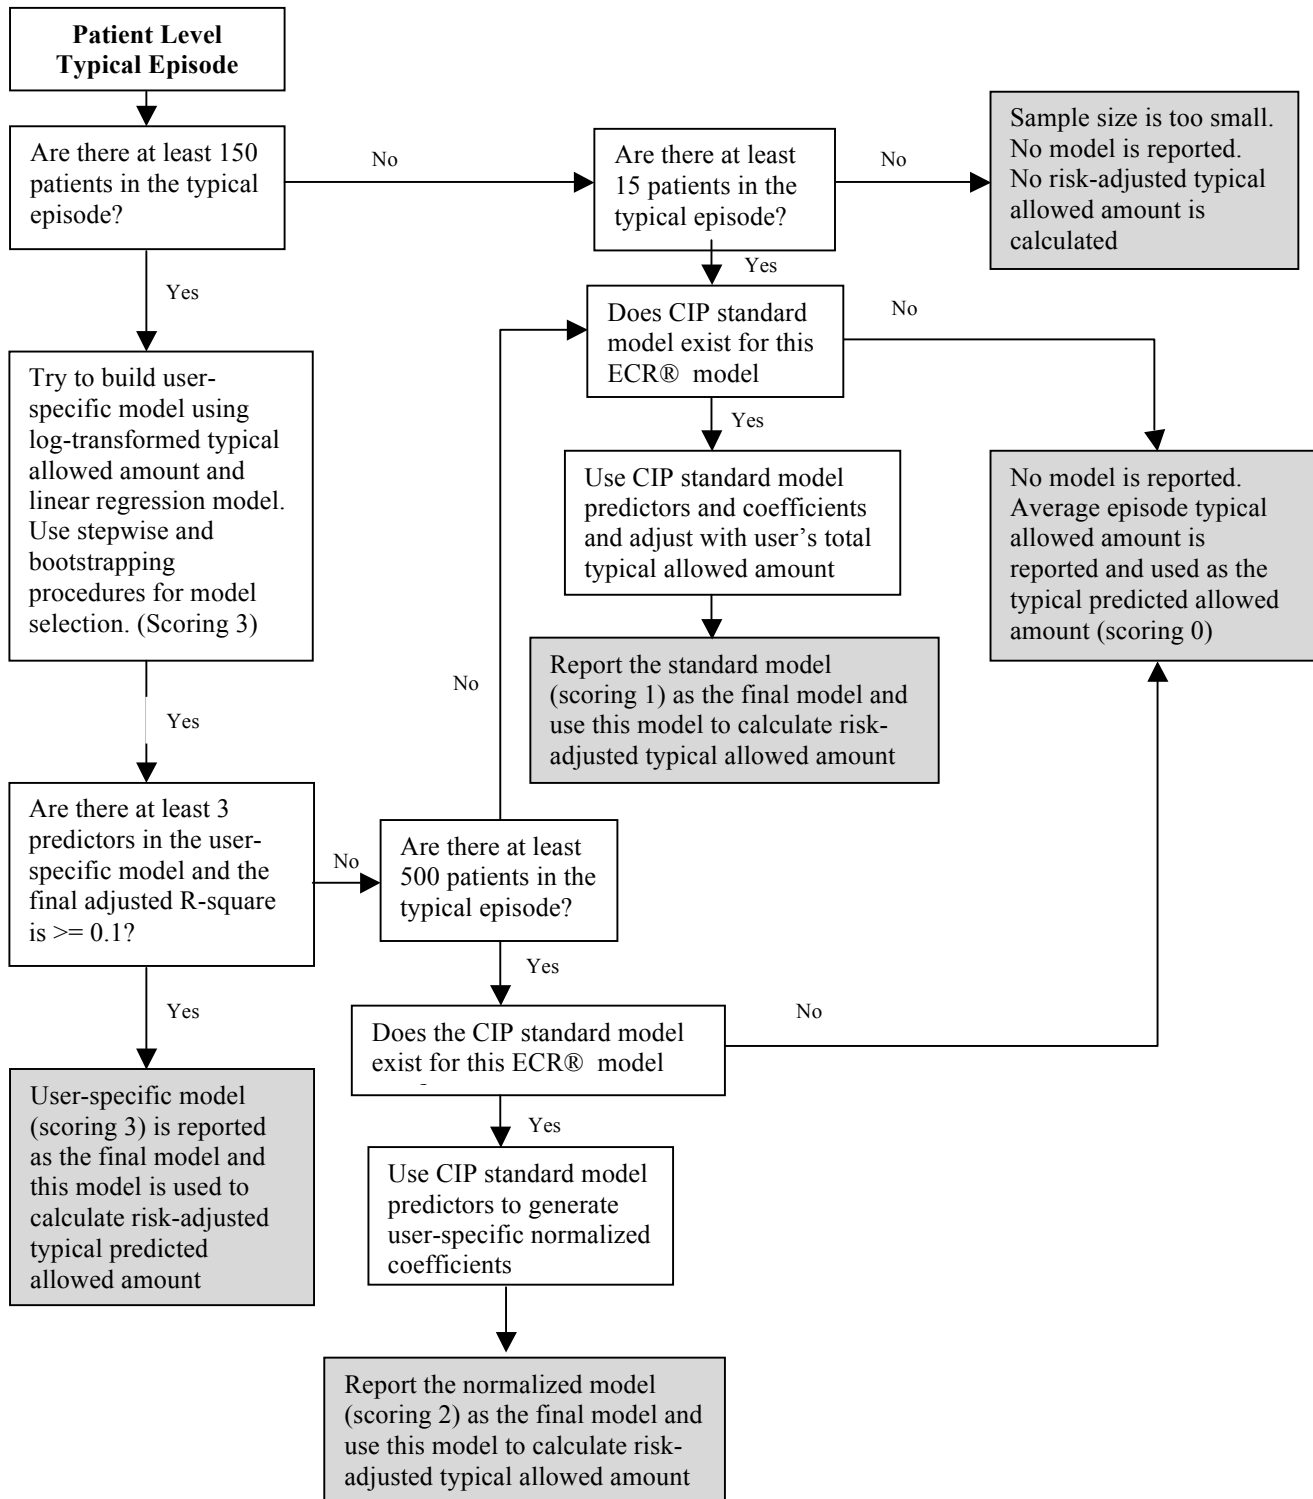 Patient Level
Typical Episode
Are there at least 150
patients in the typical
episode?
No
Are there at least
15 patients in the
typical episode?
No
Sample size is too small.
No model is reported.
No risk-adjusted typical
allowed amount is
calculated
Yes
Yes
Does CIP standard
model exist for this
ECR® model
No
Try to build user-
specific model using
log-transformed typical
allowed amount and
linear regression model.
Use stepwise and
bootstrapping
procedures for model
selection. (Scoring 3)
Yes
Use CIP standard model
predictors and coefficients
and adjust with user’s total
typical allowed amount
No model is reported.
Average episode typical
allowed amount is
reported and used as the
typical predicted allowed
amount (scoring 0)
No
Report the standard model
(scoring 1) as the final model and
use this model to calculate risk-
adjusted typical allowed amount
Yes
Are there at least 3
predictors in the user-
specific model and the
final adjusted R-square
is >= 0.1?
No
Are there at least
500 patients in the
typical episode?
Yes
Yes
Does the CIP standard model
exist for this ECR® model
No
User-specific model
(scoring 3) is reported
as the final model and
this model is used to
calculate risk-adjusted
typical predicted
allowed amount
Yes
Use CIP standard model
predictors to generate
user-specific normalized
coefficients
Report the normalized model
(scoring 2) as the final model and
use this model to calculate risk-
adjusted typical allowed amount